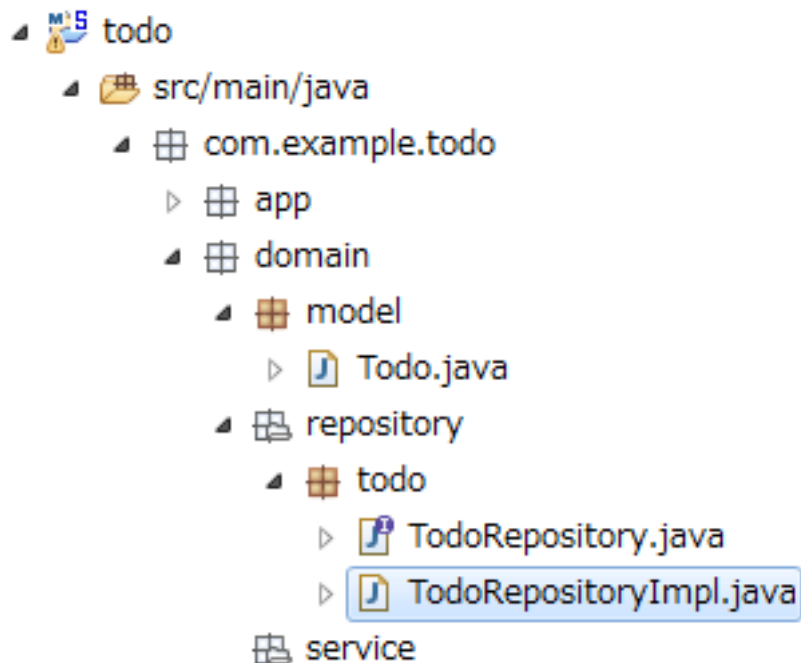 todo
src/main/java
com.example.todo
app
domain
model
Todo.java
repository
todo
TodoRepository.java
TodoRepositoryImpl.java
service